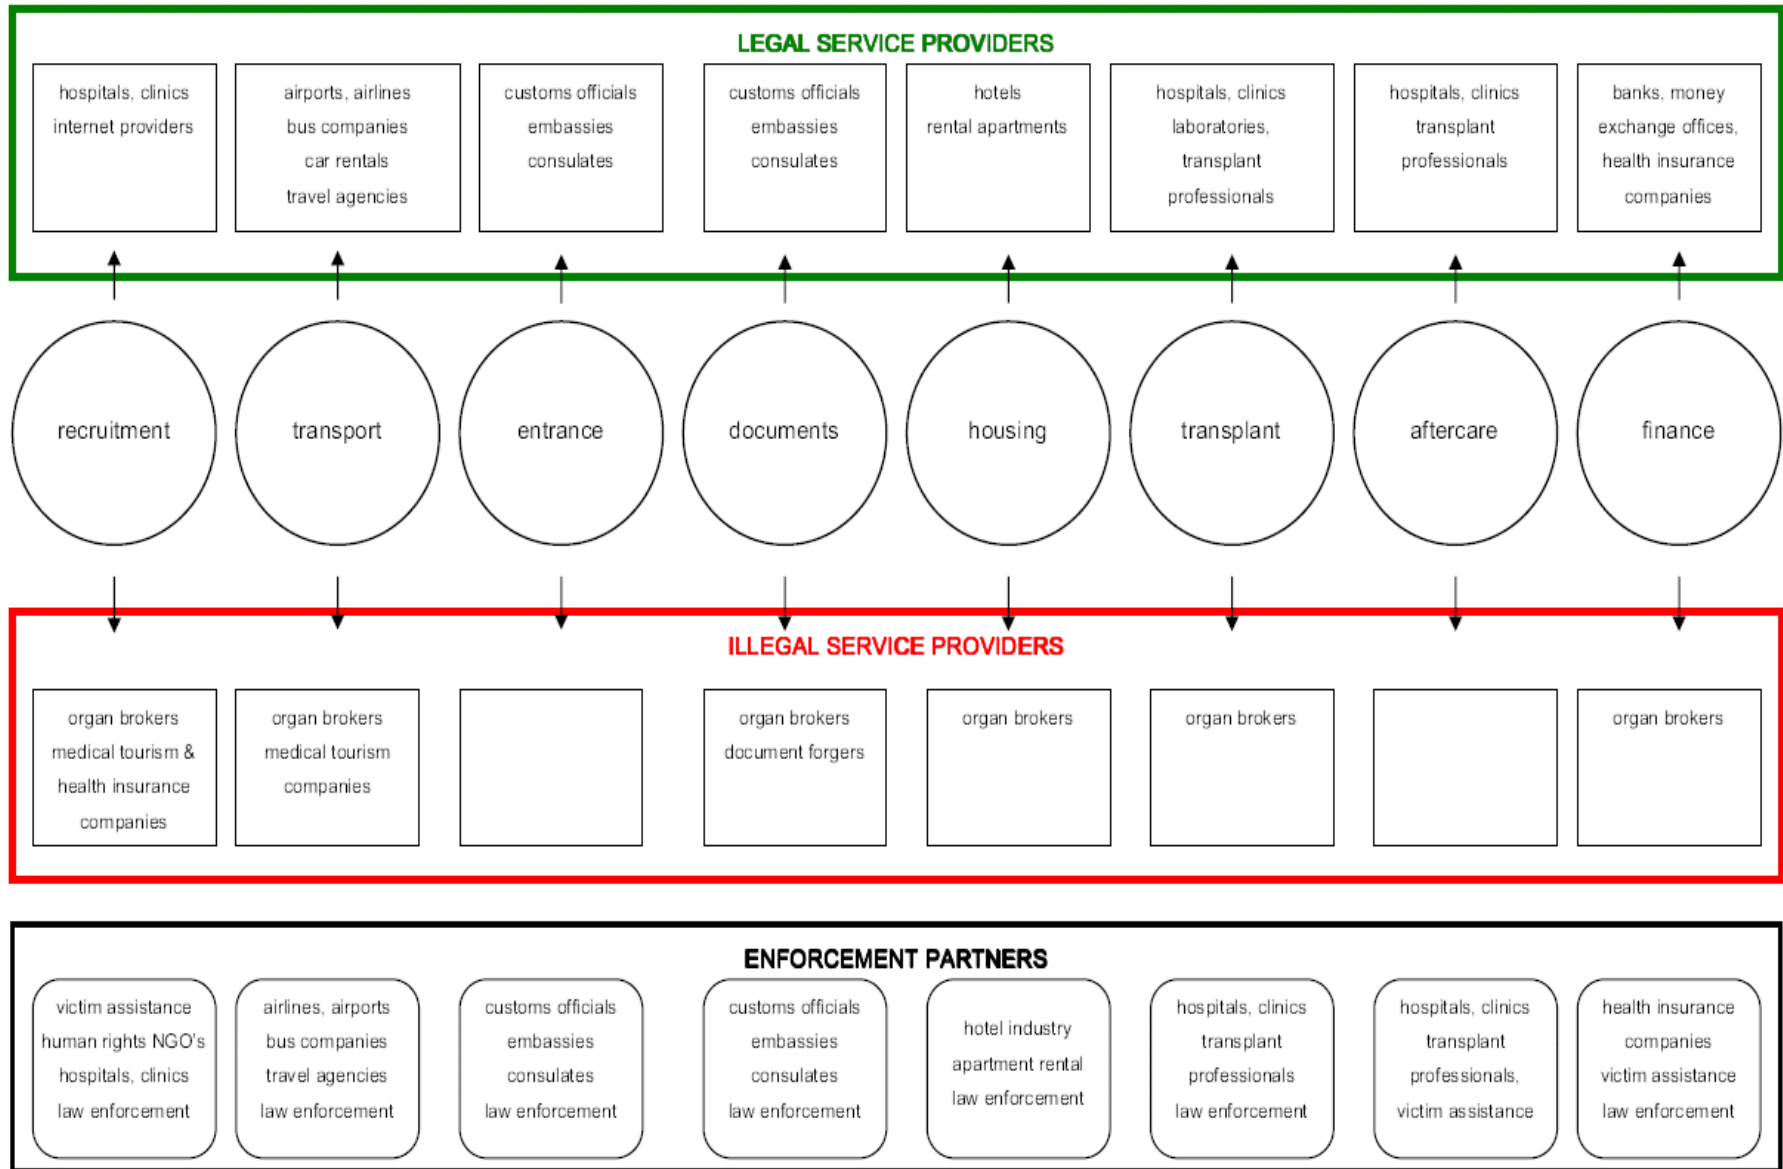 LEGAL SERVICE PROVIDERS
hospitals, clinics
internet providers
airports, airlines
bus companies
car rentals
travel agencies
customs officials
embassies
consulates
customs officials
embassies
consulates
hotels
rental apartments
hospitals, clinics
laboratories,
transplant
professionals
hospitals, clinics
transplant
professionals
banks, money
exchange offices,
health insurance
companies
recruitment
transport
entrance
documents
housing
transplant
aftercare
finance
ILLEGAL SERVICE PROVIDERS
organ brokers
medical tourism &
health insurance
companies
organ brokers
medical tourism
companies
organ brokers
document forgers
organ brokers
organ brokers
organ brokers
ENFORCEMENT PARTNERS
victim assistance
human rights NGO's
hospitals, clinics
law enforcement
airlines, airports
bus companies
travel agencies
law enforcement
customs officials
embassies
consulates
law enforcement
customs officials
embassies
consulates
law enforcement
hotel industry
apartment rental
law enforcement
hospitals, clinics
transplant
professionals
law enforcement
hospitals, clinics
transplant
professionals,
victim assistance
health insurance
companies
victim assistance
law enforcement